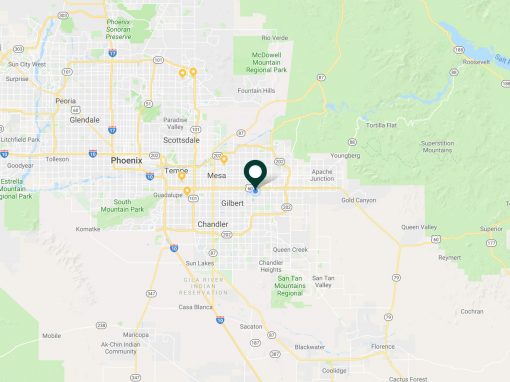 Phoenix
Sonoran
Preserve
Rio Verde
Sun City West
Surprise
McDowell
Mountain
Regional Park
Roosevelt
Salt
Peoria
Fountain Hills
Glendale
Paradise
Valley
Scottsdale
Tortilla Flat
Litchfield Park
Superstition
Mountains
Goodyear
Tolleson
Phoenix
Youngberg
Tempe
Mesa
Apache
Junction
Estrella
Mountain
Regional
Guadalupe
South
Mountain Park
Gilbert
Gold Canyon
Chandler
Komatke
Queen Valley
Queen Creek
Sun Lakes
Chandler
Heights
Reymert
GILA RIVER
INDIAN
RESERVATION
San Tan
Mountains
Regional
San Tan
Valley
Casa Blanca
Cochran
Mobile
Maricopa
Ak-Chin Indian
Community
Sacaton
Blackwater
Florence
Coolidge
Cactus Forest